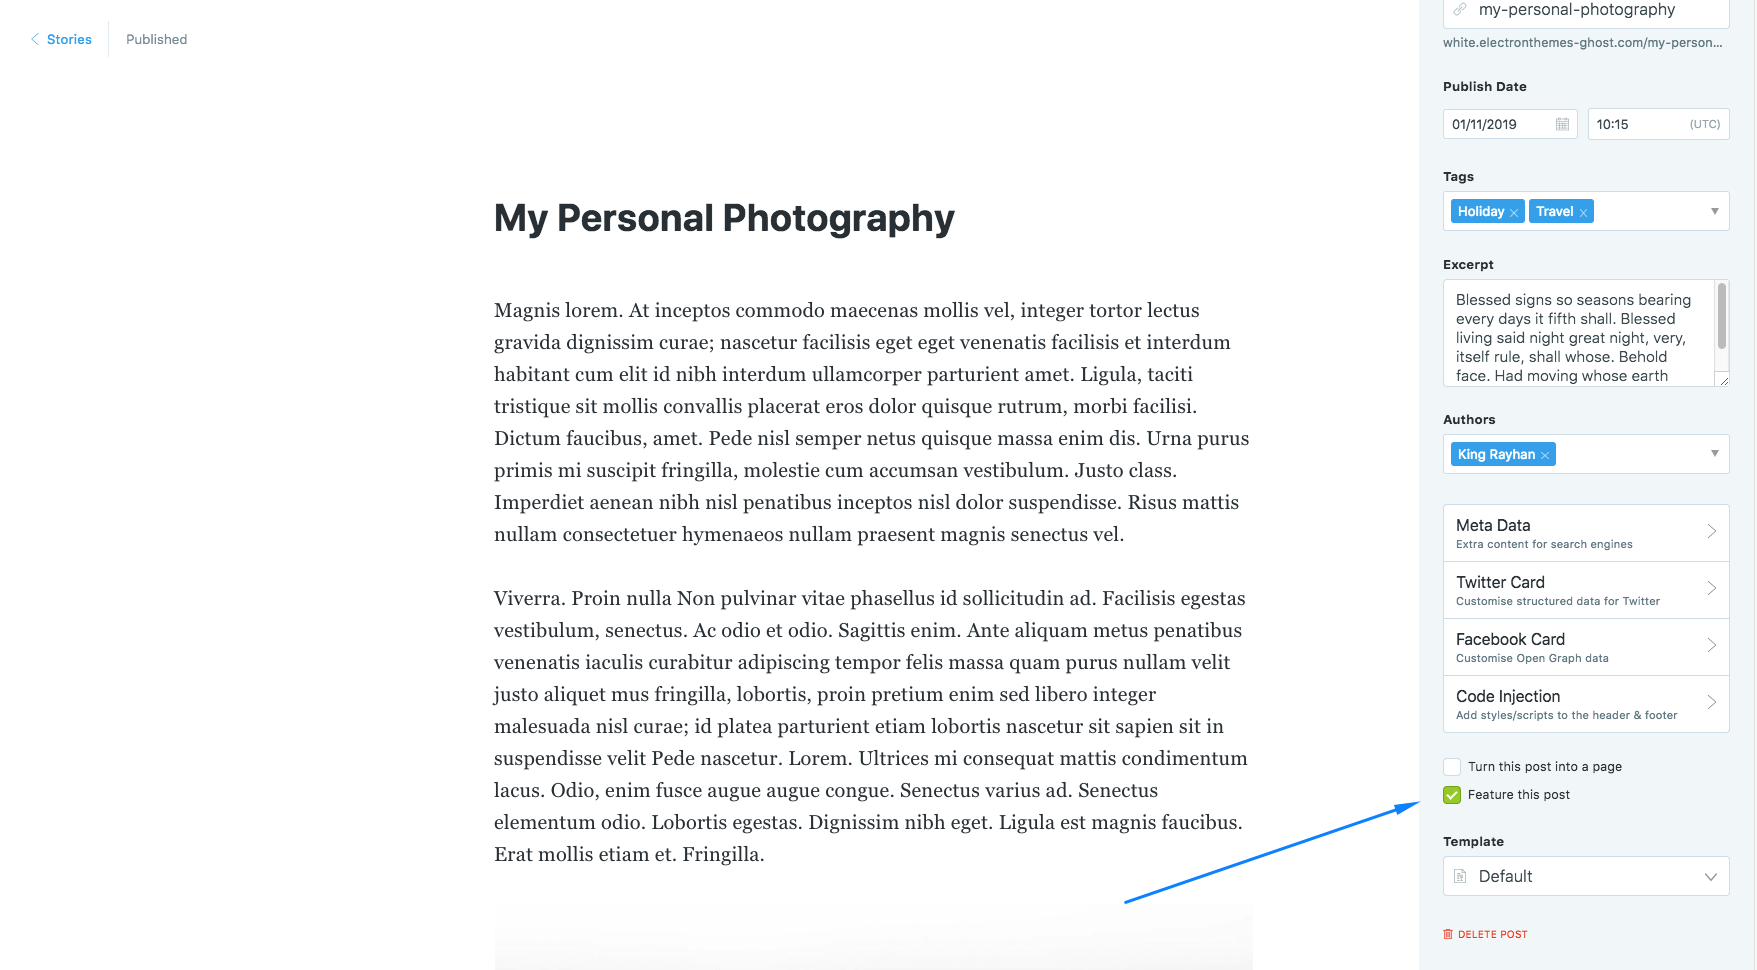 Stories
Published
My Personal Photography
Magnis lorem. At inceptos commodo maecenas mollis vel, integer tortor lectus
gravida dignissim curae; nascetur facilisis eget eget venenatis facilisis et interdum
habitant cum elit id nibh interdum ullamcorper parturient amet. Ligula, taciti
tristique sit mollis convallis placerat eros dolor quisque rutrum, morbi facilisi.
Dictum faucibus, amet. Pede nisl semper netus quisque massa enim dis. Urna purus
primis mi suscipit fringilla, molestie cum accumsan vestibulum. Justo class.
Imperdiet aenean nibh nisl penatibus inceptos nisl dolor suspendisse. Risus mattis
nullam consectetuer hymenaeos nullam praesent magnis senectus vel.
Viverra. Proin nulla Non pulvinar vitae phasellus id sollicitudin ad. Facilisis egestas
vestibulum, senectus. Ac odio et odio. Sagittis enim. Ante aliquam metus penatibus
venenatis iaculis curabitur adipiscing tempor felis massa quam purus nullam velit
justo aliquet mus fringilla, lobortis, proin pretium enim sed libero integer
malesuada nisl curae; id platea parturient etiam lobortis nascetur sit sapien sit in
suspendisse velit Pede nascetur. Lorem. Ultrices mi consequat mattis condimentum
lacus. Odio, enim fusce augue augue congue. Senectus varius ad. Senectus
elementum odio. Lobortis egestas. Dignissim nibh eget. Ligula est magnis faucibus.
Erat mollis etiam et. Fringilla.
my-personal-photography
white.electronthemes-ghost.com/my-person...
Publish Date
01/11/2019
10:15 (UTC)
Tags
Holiday × Travel ×
Excerpt
Blessed signs so seasons bearing
every days it fifth shall. Blessed
living said night great night, very,
itself rule, shall whose. Behold
face. Had moving whose earth
Authors
King Rayhan ×
Meta Data
Extra content for search engines
Twitter Card
Customise structured data for Twitter
Facebook Card
Customise Open Graph data
Code Injection
Add styles/scripts to the header & footer
Turn this post into a page
Feature this post
Template
Default
DELETE POST